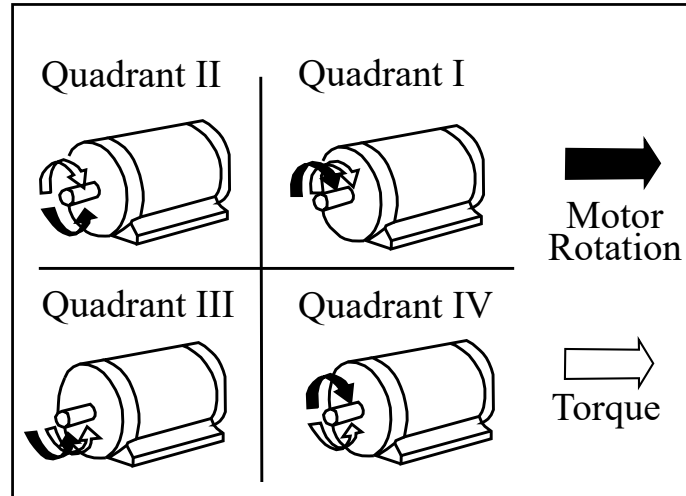 Quadrant II
Quadrant I
Motor
Rotation
Quadrant III
Quadrant IV
Torque